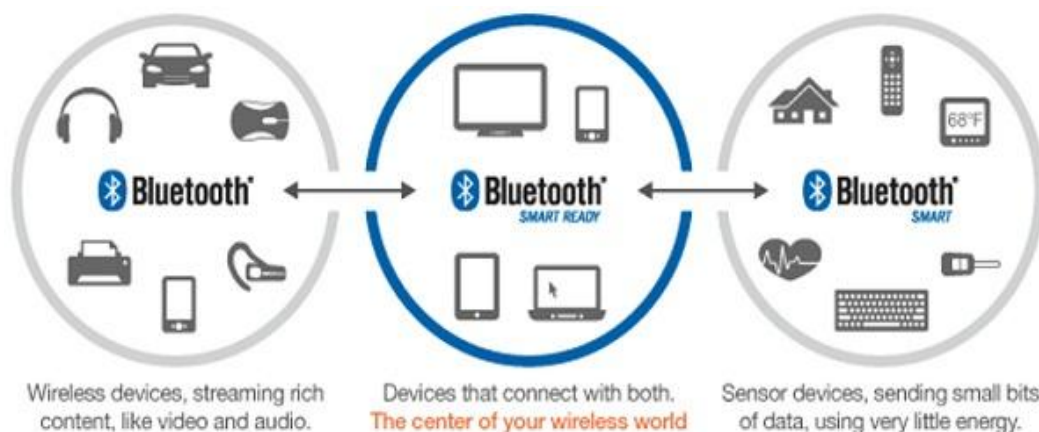 68°F
Bluetooth®
Bluetooth®
SMART READY
Bluetooth®
SMART
Wireless devices, streaming rich
content, like video and audio.
Devices that connect with both.
The center of your wireless world
Sensor devices, sending small bits
of data, using very little energy.